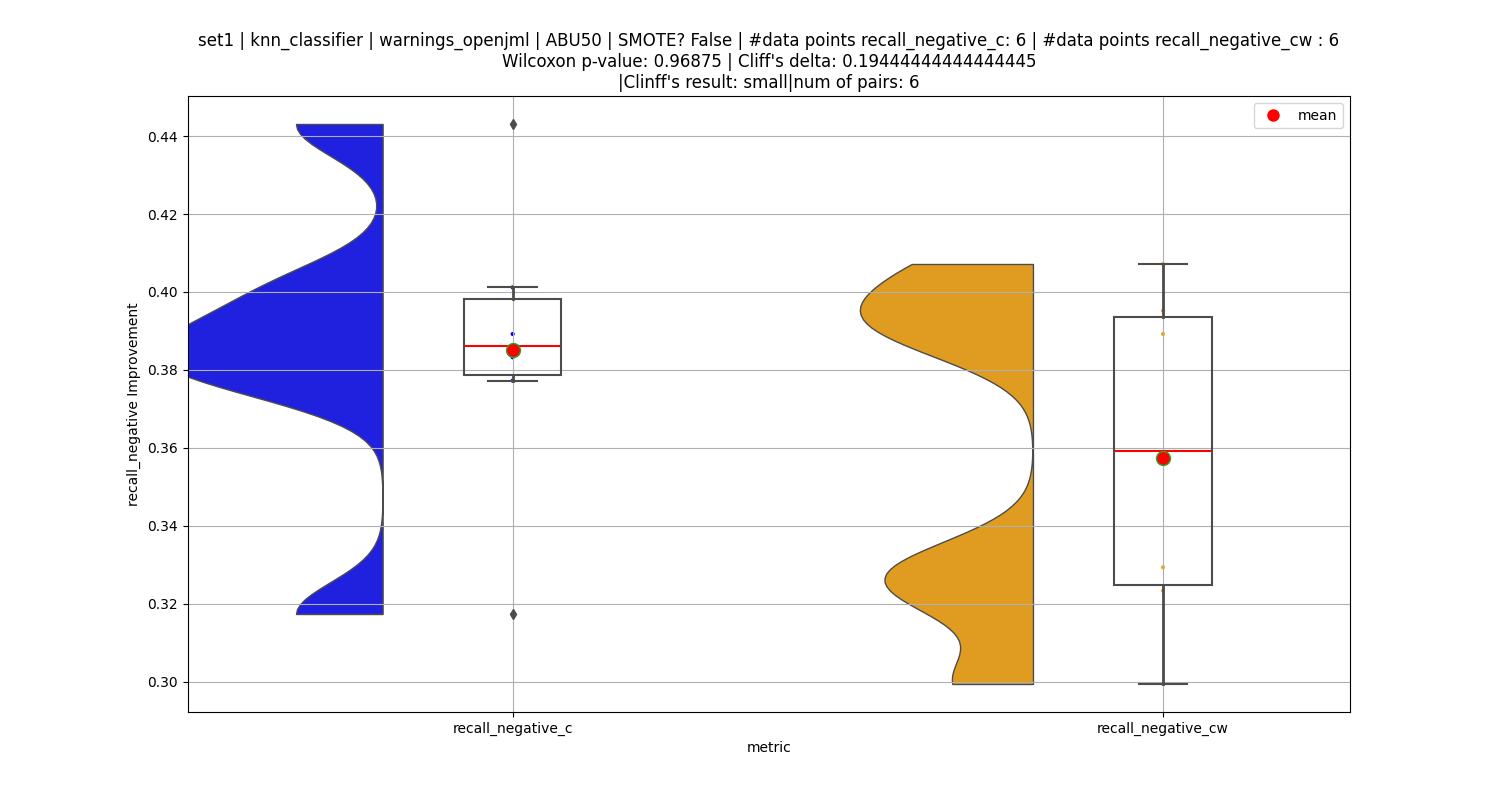 set1 | knn_classifier | warnings_openjml | ABU50 | SMOTE? False | #data points recall_negative_c: 6 | #data points recall_negative_cw : 6
Wilcoxon p-value: 0.96875 | Cliff's delta: 0.19444444444444445
|Clinff's result: small|num of pairs: 6
mean
recall_negative Improvement
0.44
0.42
0.40
0.38
0.36
0.34
0.32
0.30
recall_negative_c
recall_negative_cw
metric